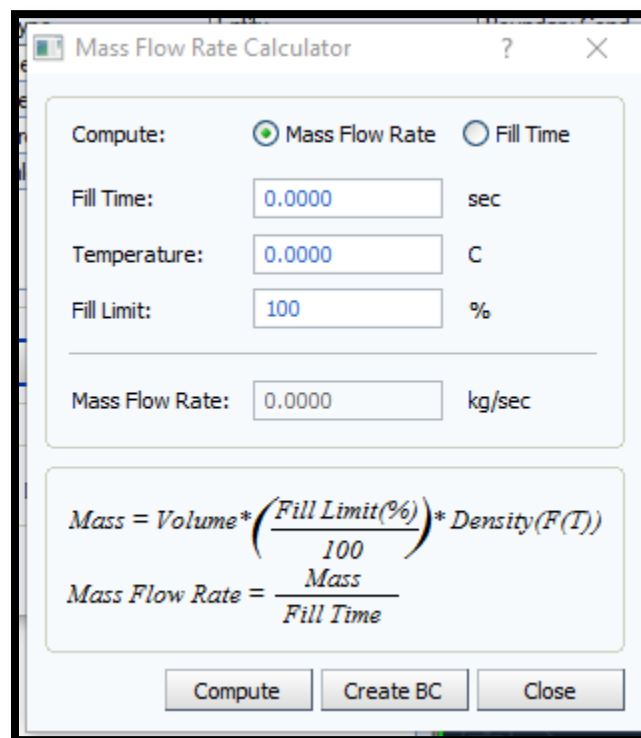 Mass Flow Rate Calculator ? ×
Compute: Mass Flow Rate Fill Time
Fill Time: 0.0000 sec
Temperature: 0.0000 C
Fill Limit: 100 %
Mass Flow Rate: 0.0000 kg/sec
Mass = Volume*(Fill Limit(%)/100)* Density(F(T))
Mass Flow Rate = Mass/Fill Time
Compute Create BC Close